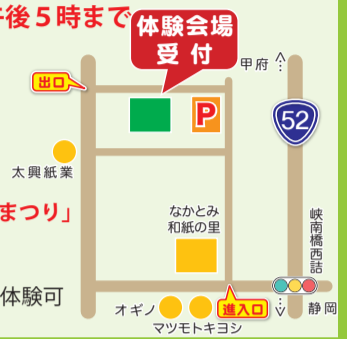 午後5時まで
体験会場
受付
甲府
出口
P
52
太興紙業
まつり」
なかとみ
和紙の里
峡南橋西詰
体験可
オギノ
進入口
静岡
マツモトキヨシ